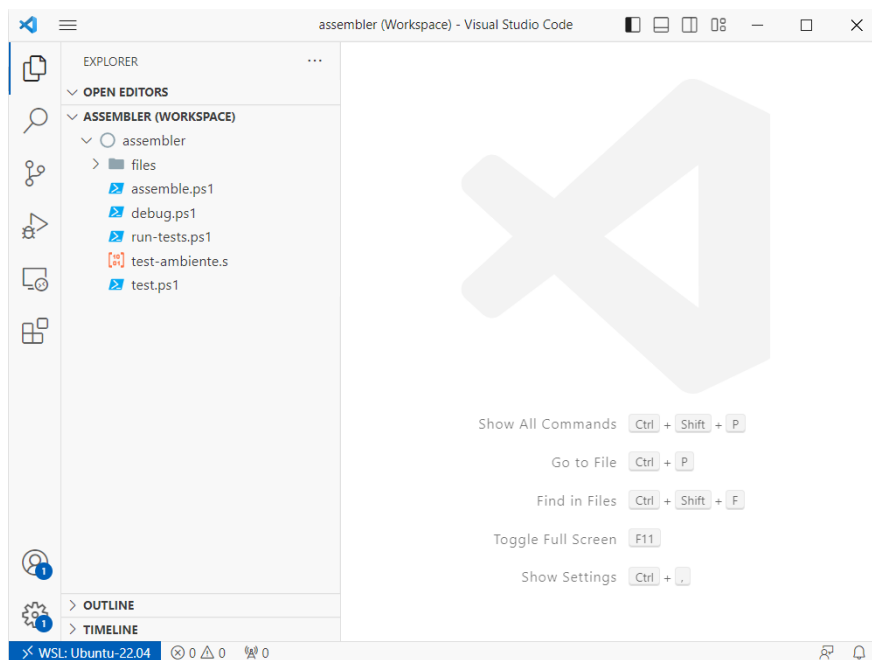 assembler (Workspace) - Visual Studio Code
EXPLORER ...
OPEN EDITORS
ASSEMBLER (WORKSPACE)
assembler
files
assemble.ps1
debug.ps1
run-tests.ps1
test-ambiente.s
test.ps1
Show All Commands Ctrl + Shift + P
Go to File Ctrl + P
Find in Files Ctrl + Shift + F
Toggle Full Screen F11
Show Settings Ctrl + ,
1
1
OUTLINE
TIMELINE
WSL: Ubuntu-22.04 0 0 0